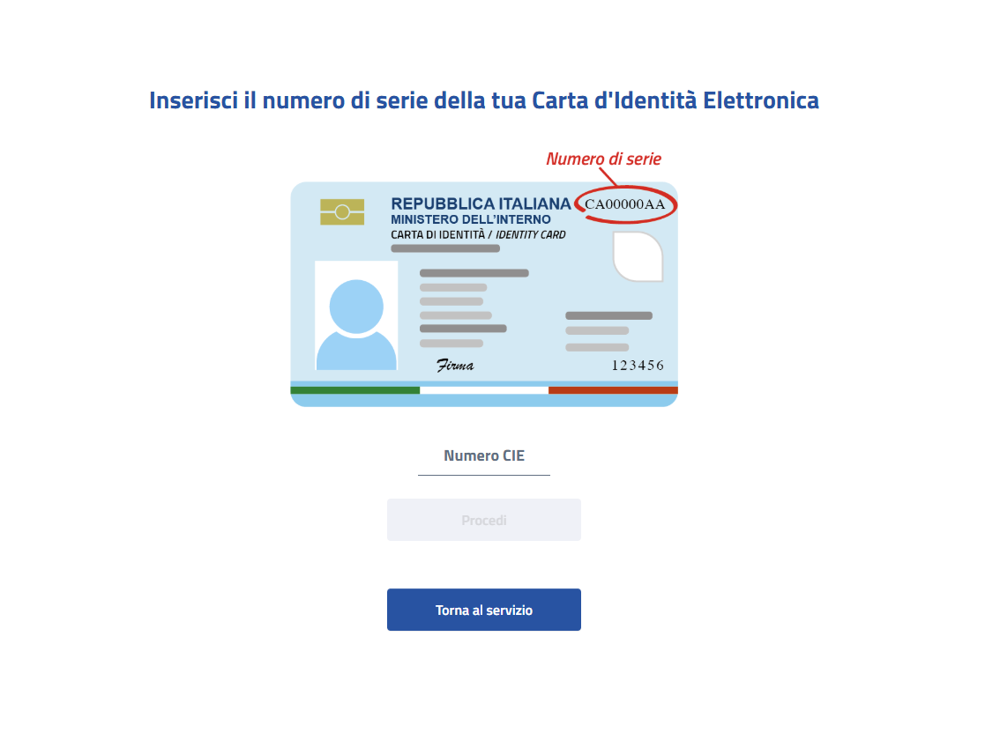 Inserisci il numero di serie della tua Carta d'Identità Elettronica
Numero di serie
REPUBBLICA ITALIANA
CA00000AA
MINISTERO DELL'INTERNO
CARTA DI IDENTITÀ / IDENTITY CARD
Firma
123456
Numero CIE
Procedi
Torna al servizio